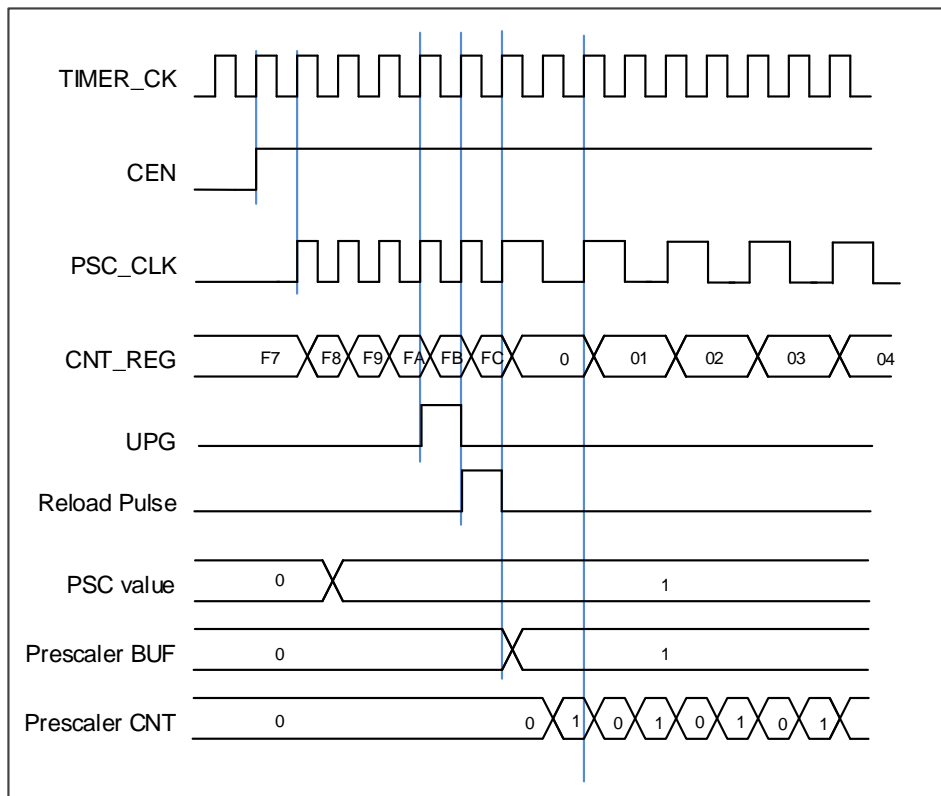 TIMER_CK
CEN
PSC_CLK
CNT_REG F7 F8 F9 FA FB FC 0 01 02 03 04
UPG
Reload Pulse
PSC value 0 1
Prescaler BUF 0 1
Prescaler CNT 0 0 1 0 1 0 1 0 1